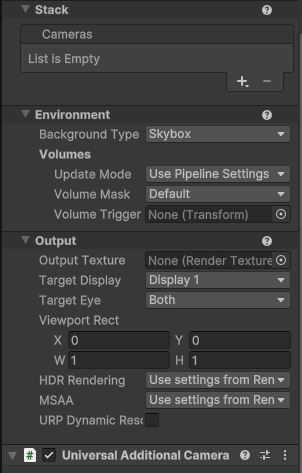 Stack
Cameras
List is Empty
Environment
Background Type Skybox
Volumes
Update Mode Use Pipeline Settings
Volume Mask Default
Volume Trigger None (Transform)
Output
Output Texture None (Render Texture
Target Display Display 1
Target Eye Both
Viewport Rect
X 0 Y 0
W 1 H 1
HDR Rendering Use settings from Ren
MSAA Use settings from Ren
URP Dynamic Res
# Universal Additional Camera